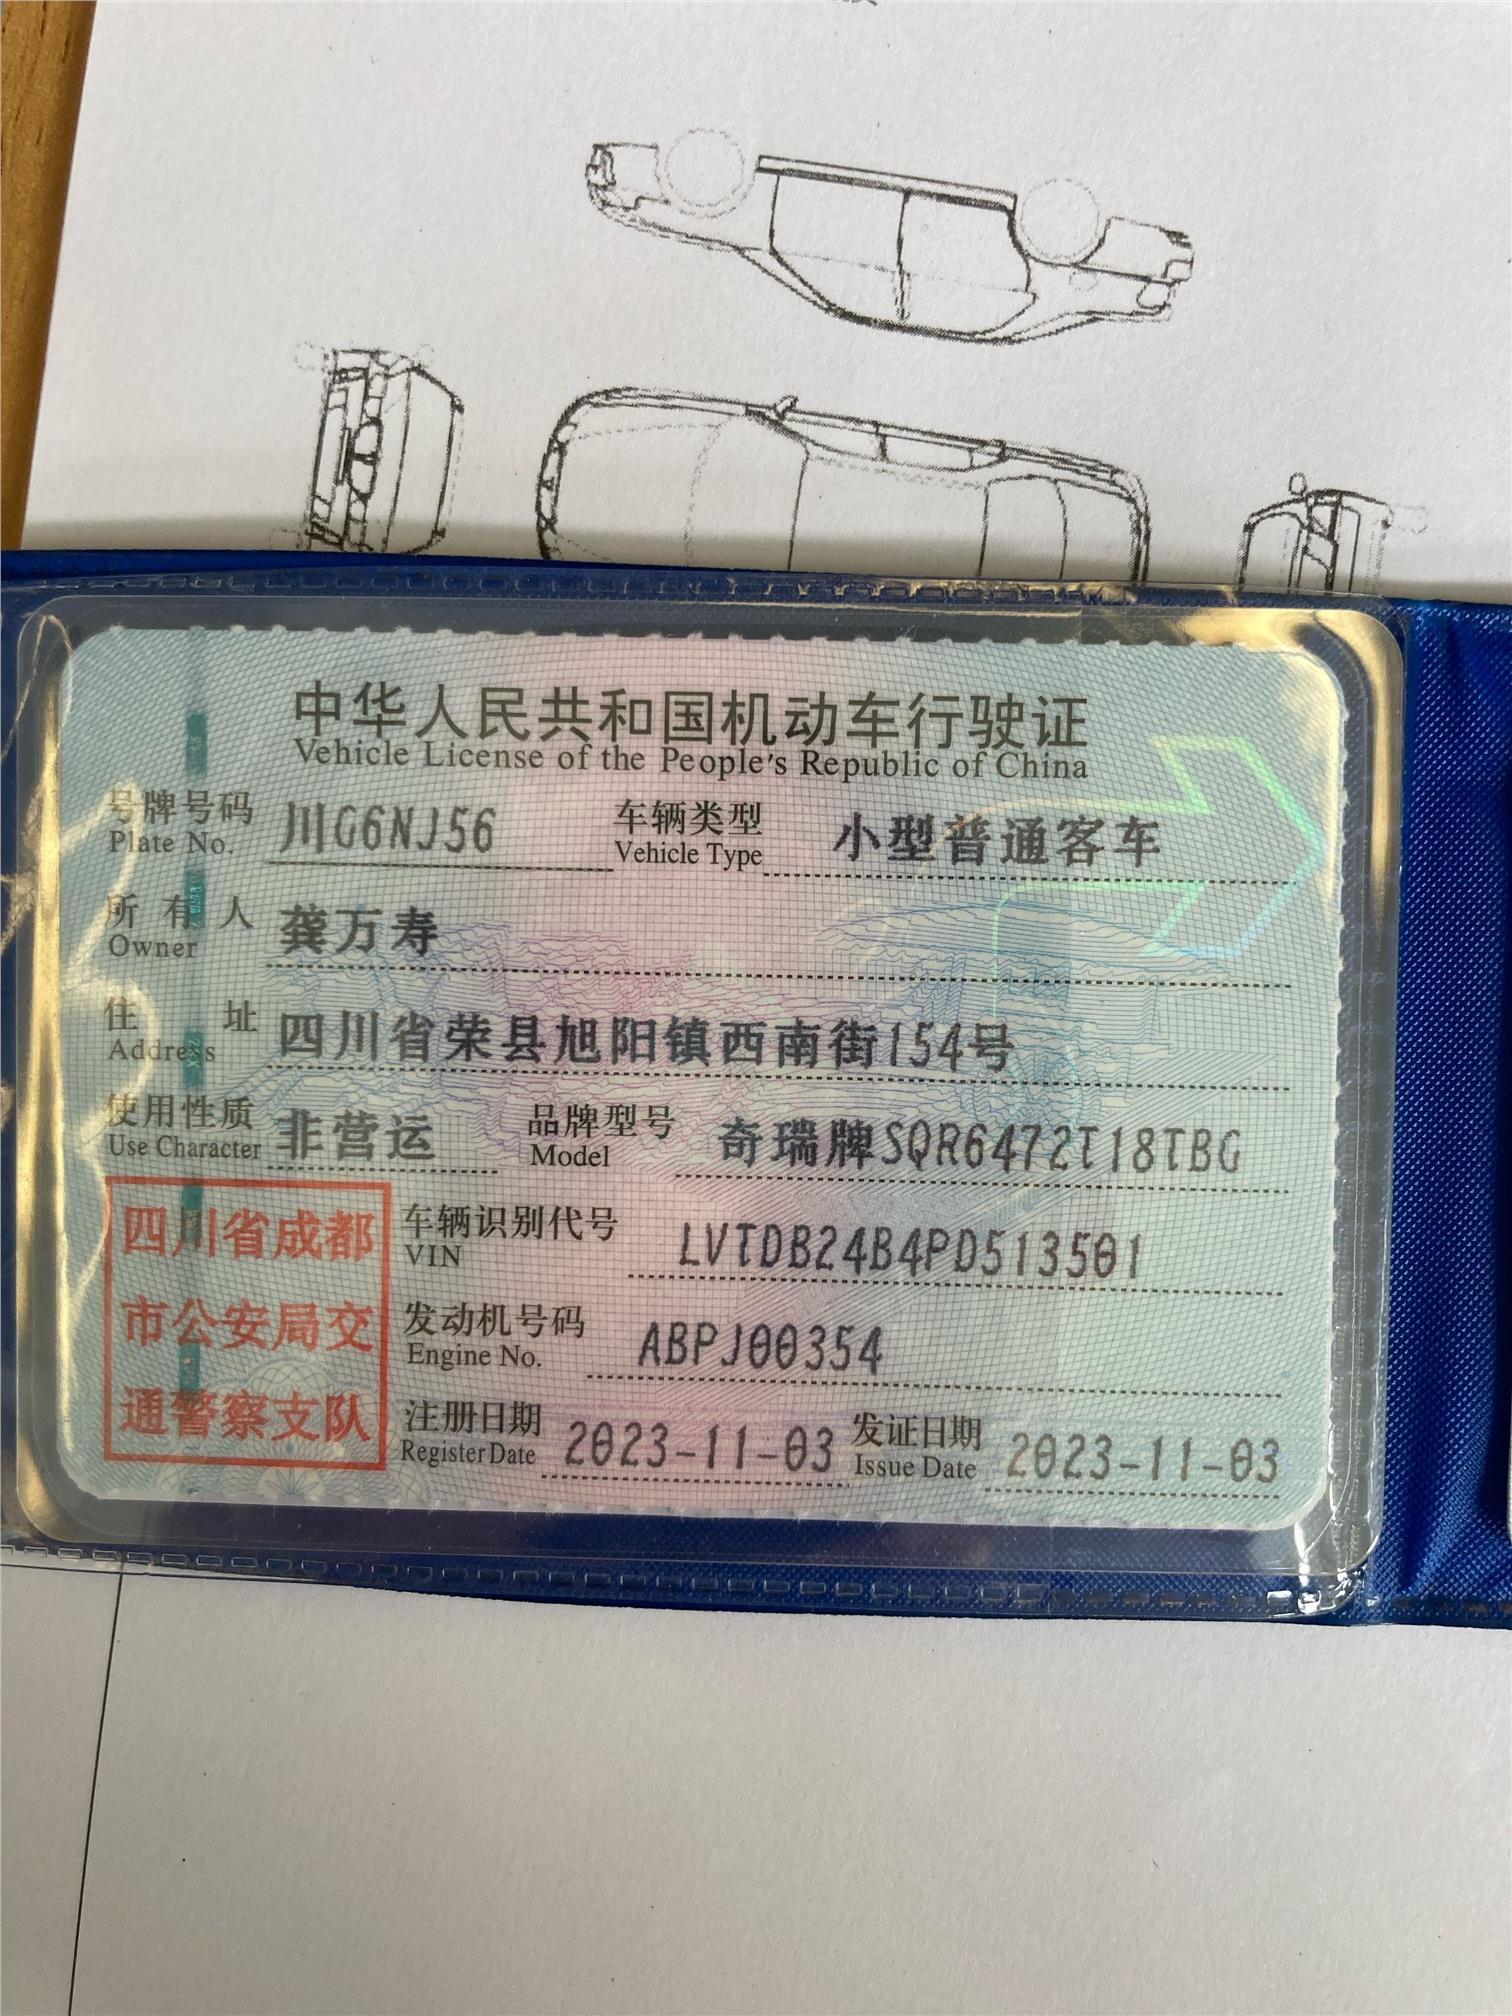 中华人民共和国机动车行驶证
Vehicle License of the People's Republic of China
号牌号码 川G6NJ56 车辆类型 小型普通客车
Plate No. Vehicle Type
所有人 龚万寿
Owner
住址 四川省荣县旭阳镇西南街154号
Address
使用性质 非营运 品牌型号 奇瑞牌SQR6472T18TBG
Use Character Model
四川省成都
市公安局交
通警察支队
车辆识别代号 LVTDB24B4PD513501
VIN
发动机号码 ABPJ00354
Engine No.
注册日期 2023-11-03 发证日期 2023-11-03
Register Date Issue Date